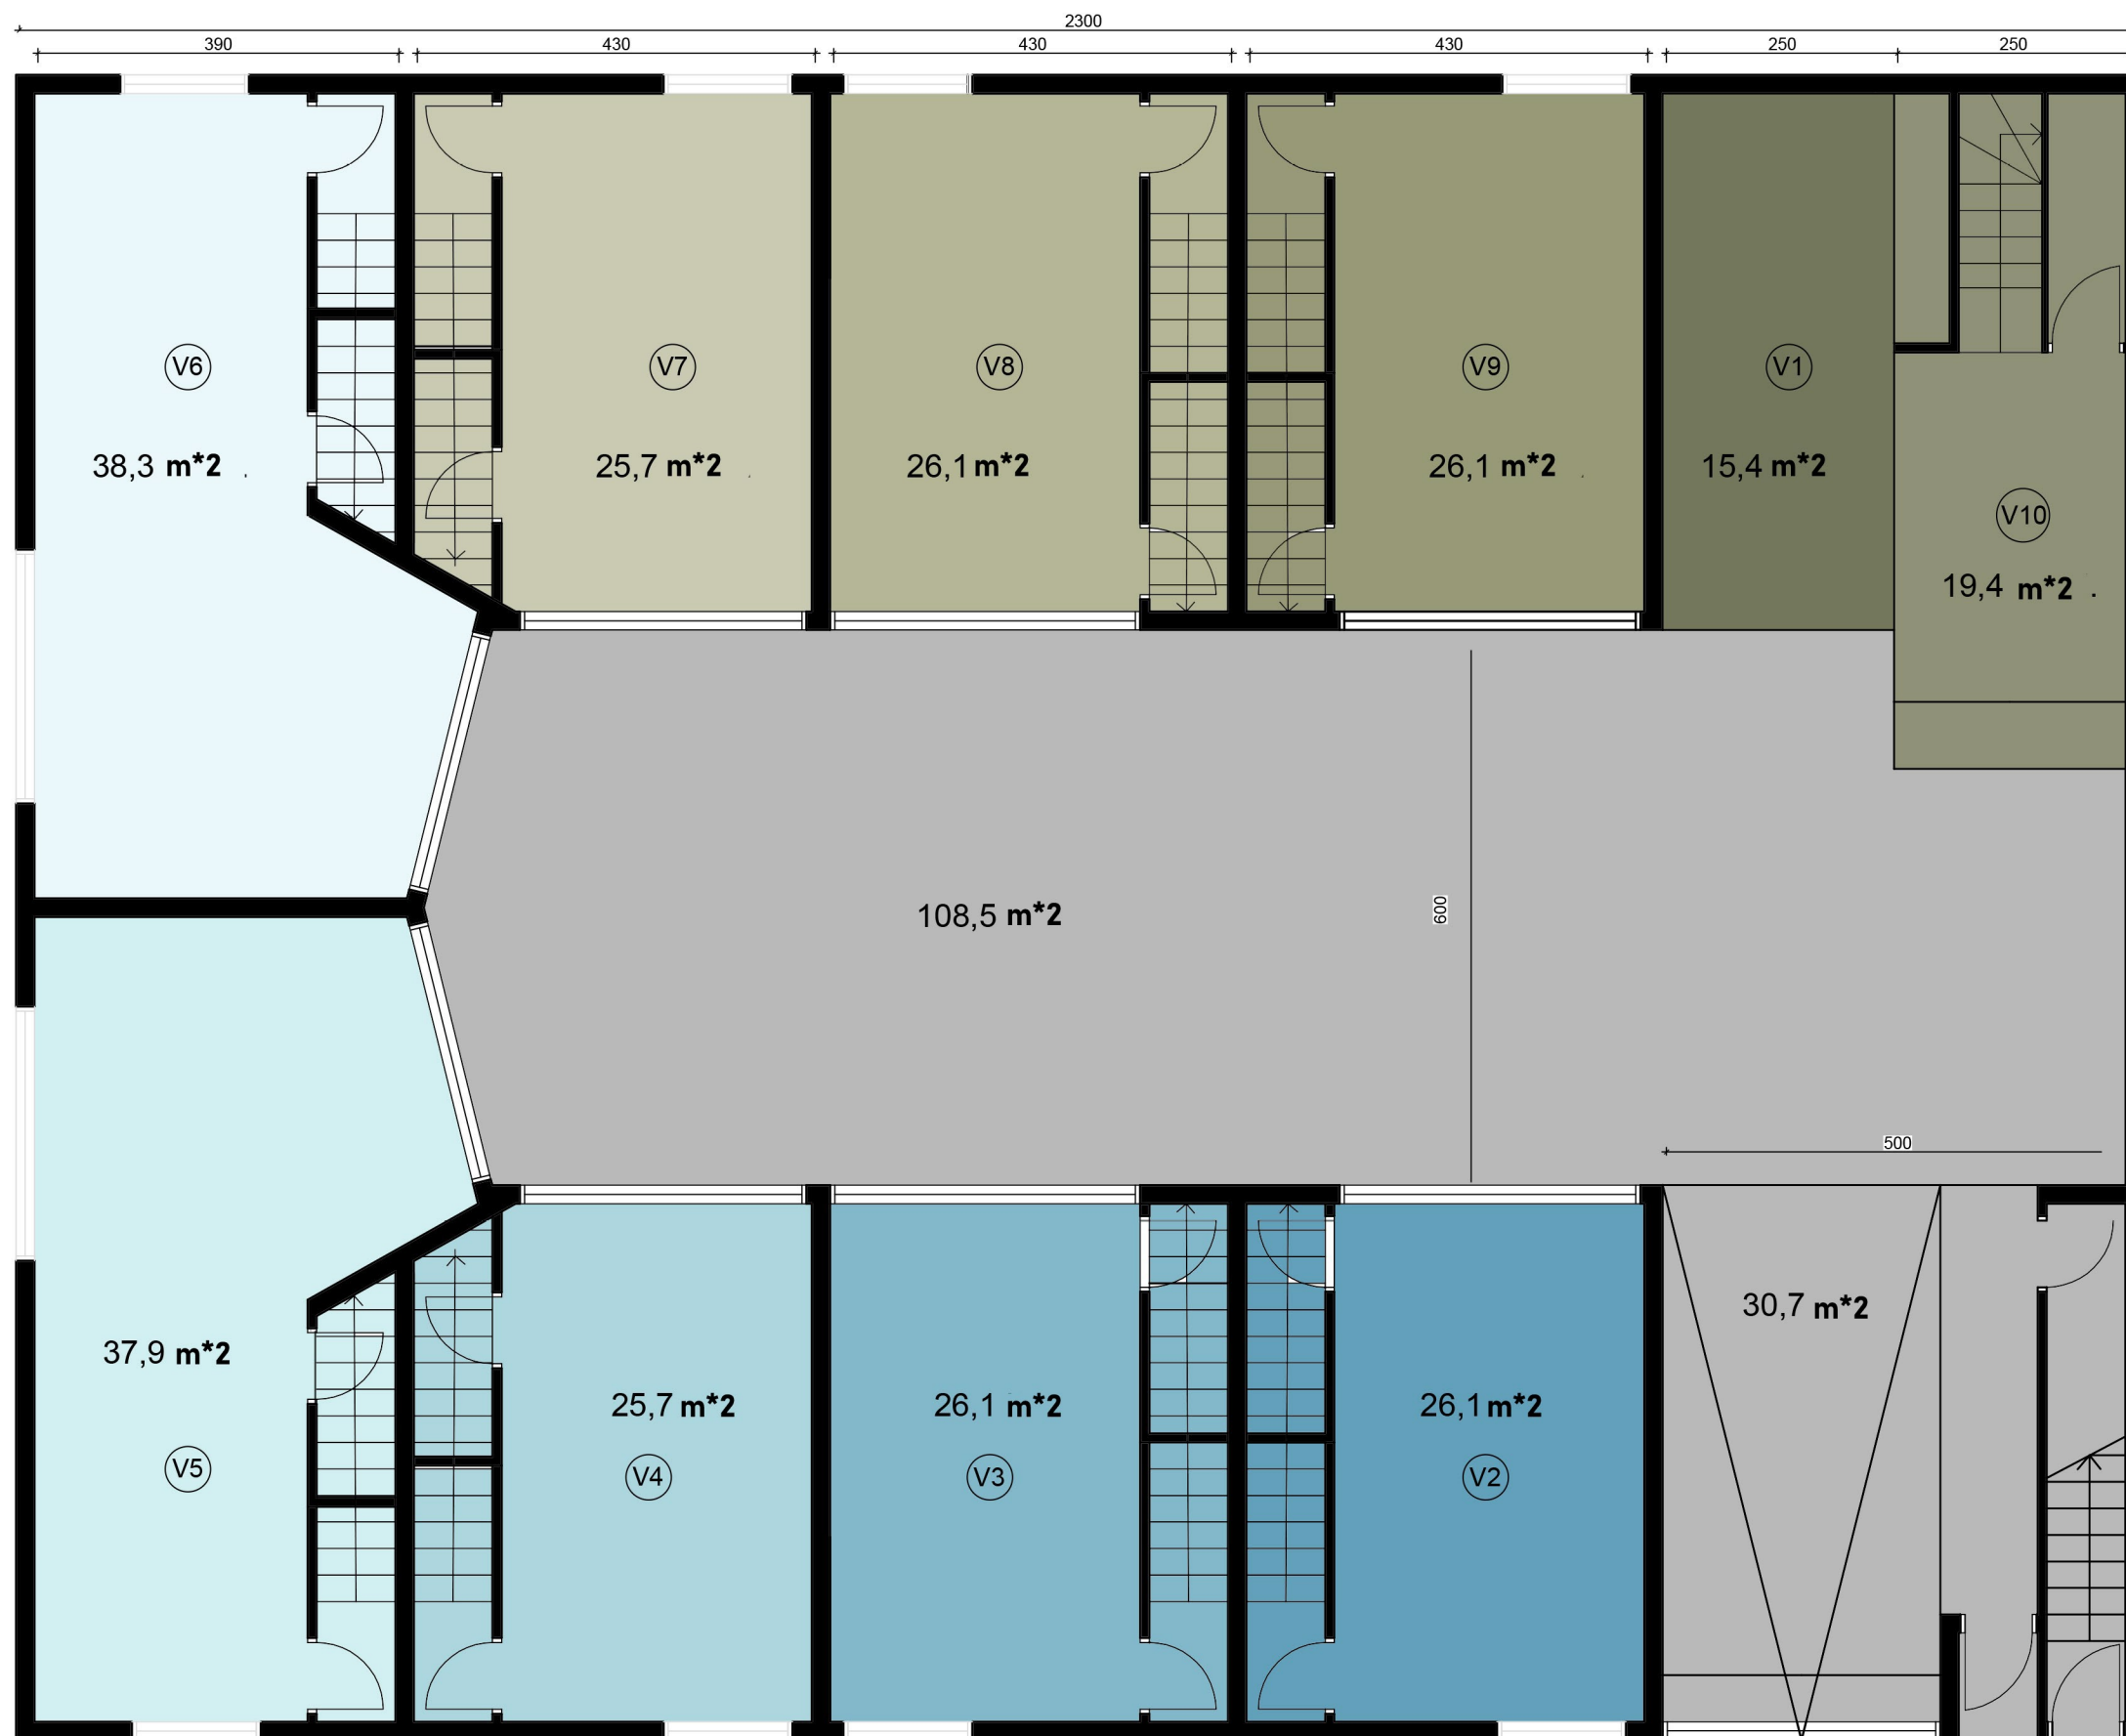 2300
390 430 430 430 250 250
V6 V7 V8 V9 V1
38,3 m*2 . 25,7 m*2 . 26,1 m*2 26,1 m*2 . 15,4 m*2
V10
19,4 m*2 .
108,5 m*2
600
500
30,7 m*2
37,9 m*2
25,7 m*2 26,1 m*2 26,1 m*2
V5 V4 V3 V2